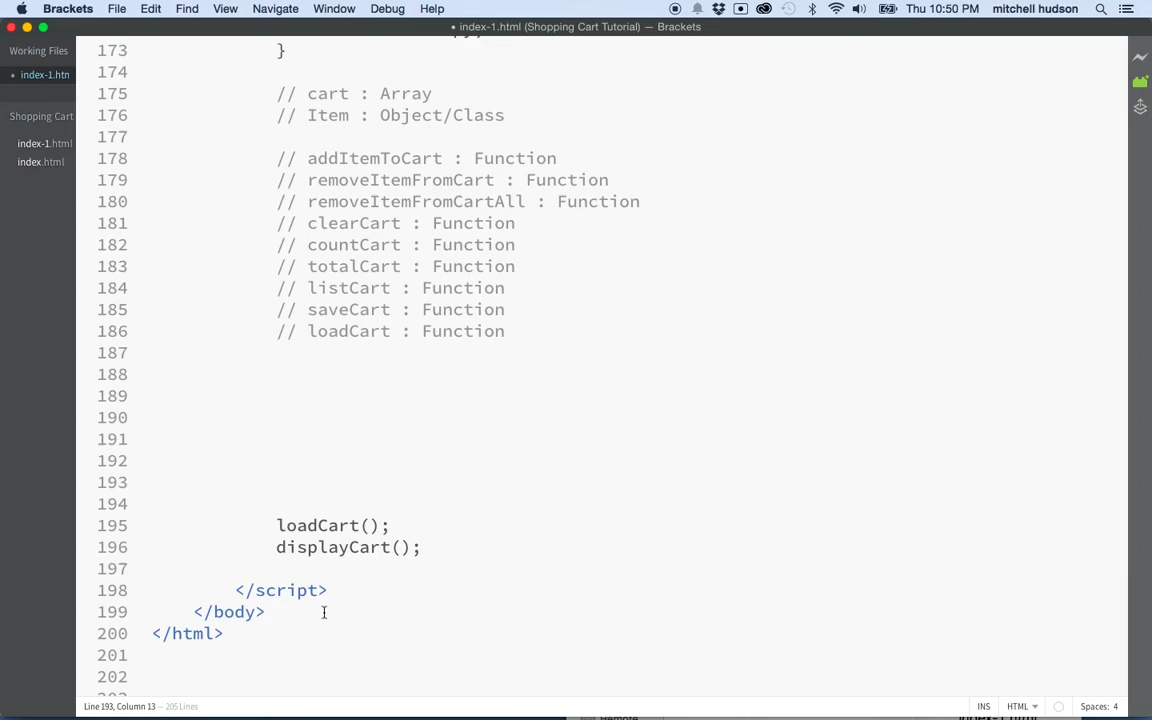 Brackets File Edit Find View Navigate Window Debug Help Thu 10:50 PM mitchell hudson
• index-1.html (Shopping Cart Tutorial) — Brackets
Working Files
• index-1.htn
Shopping Cart
index-1.html
index.html
173 }
174
175 // cart : Array
176 // Item : Object/Class
177
178 // addItemToCart : Function
179 // removeItemFromCart : Function
180 // removeItemFromCartAll : Function
181 // clearCart : Function
182 // countCart : Function
183 // totalCart : Function
184 // listCart : Function
185 // saveCart : Function
186 // loadCart : Function
187
188
189
190
191
192
193
194
195 loadCart();
196 displayCart();
197
198 </script>
199 </body>
200 </html>
201
202
Line 193, Column 13 — 205 Lines INS HTML Spaces: 4